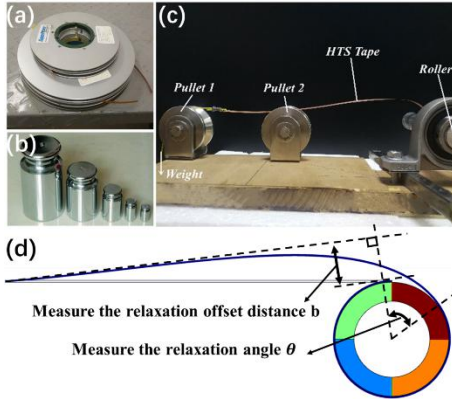 (a)
(b)
(c)
HTS Tape
Roller
Pullet 1
Pullet 2
Weight
(d)
Measure the relaxation offset distance b
Measure the relaxation angle θ